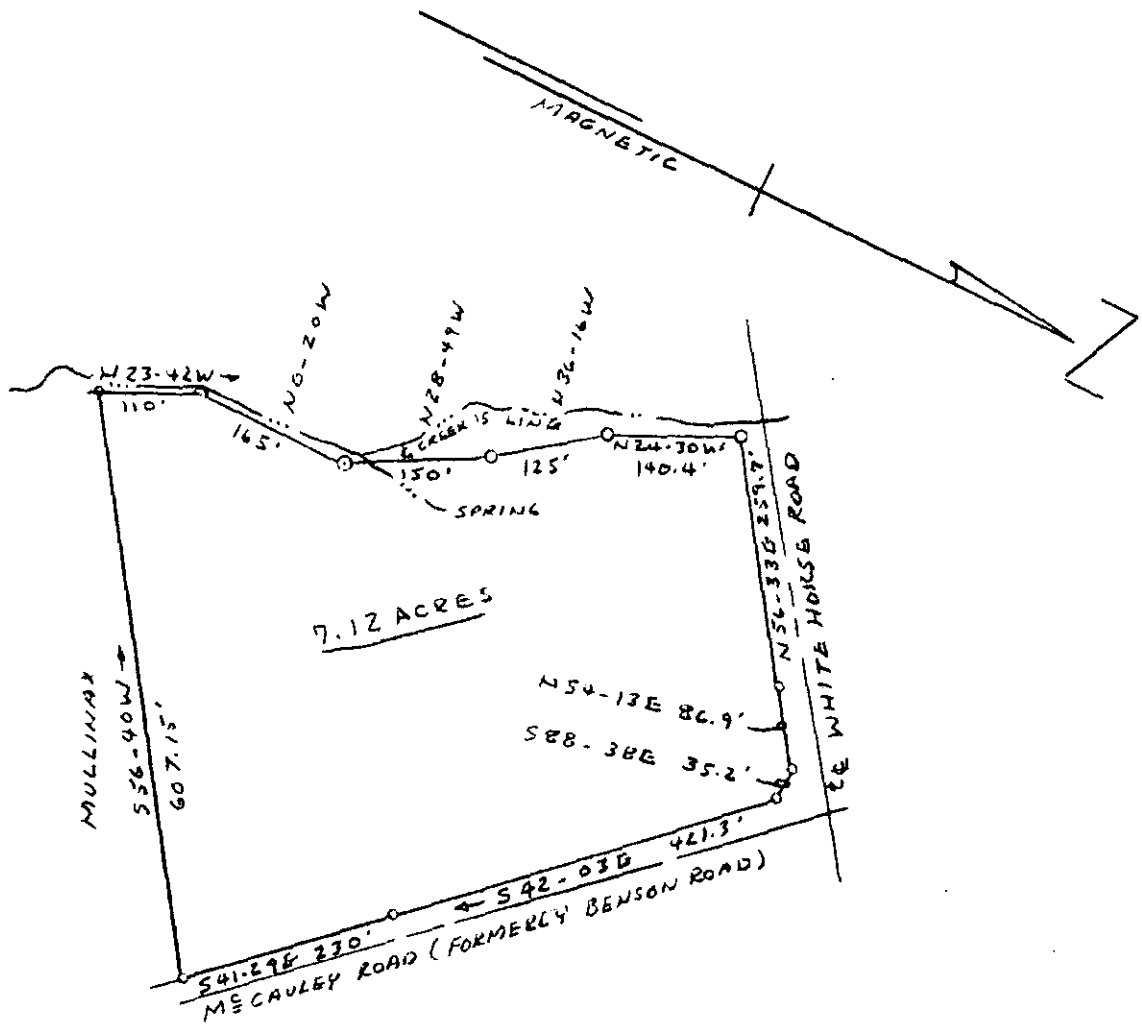 MAGNETIC
N
N 23-42W
110'
165'
N0-20W
N28-49W
N36-16W
℄ CREEK IS LINE
150'
125'
N24-30W
140.4'
SPRING
N56-33E 259.7'
℄ WHITE HORSE ROAD
7.12 ACRES
N54-13E 86.9'
S88-38E 35.2'
MULLINAX
S56-40W
607.15'
S42-03E 421.3'
S41-29E 230'
McCAULEY ROAD (FORMERLY BENSON ROAD)